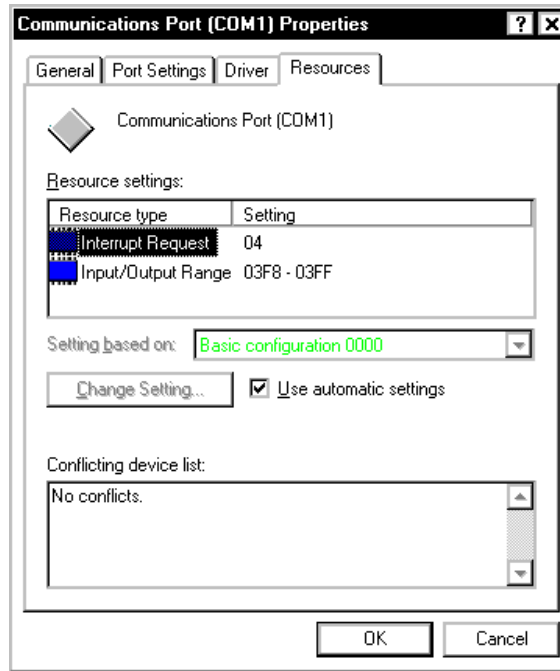 Communications Port (COM1) Properties
General Port Settings Driver Resources
Communications Port (COM1)
Resource settings:
Resource type Setting
Interrupt Request 04
Input/Output Range 03F8 - 03FF
Setting based on: Basic configuration 0000
Change Setting... Use automatic settings
Conflicting device list:
No conflicts.
OK Cancel